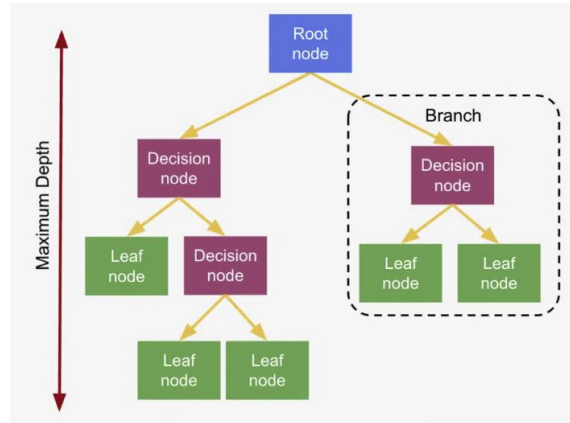 Root
node
Branch
Decision
node
Decision
node
Maximum Depth
Leaf
node
Decision
node
Leaf
node
Leaf
node
Leaf
node
Leaf
node